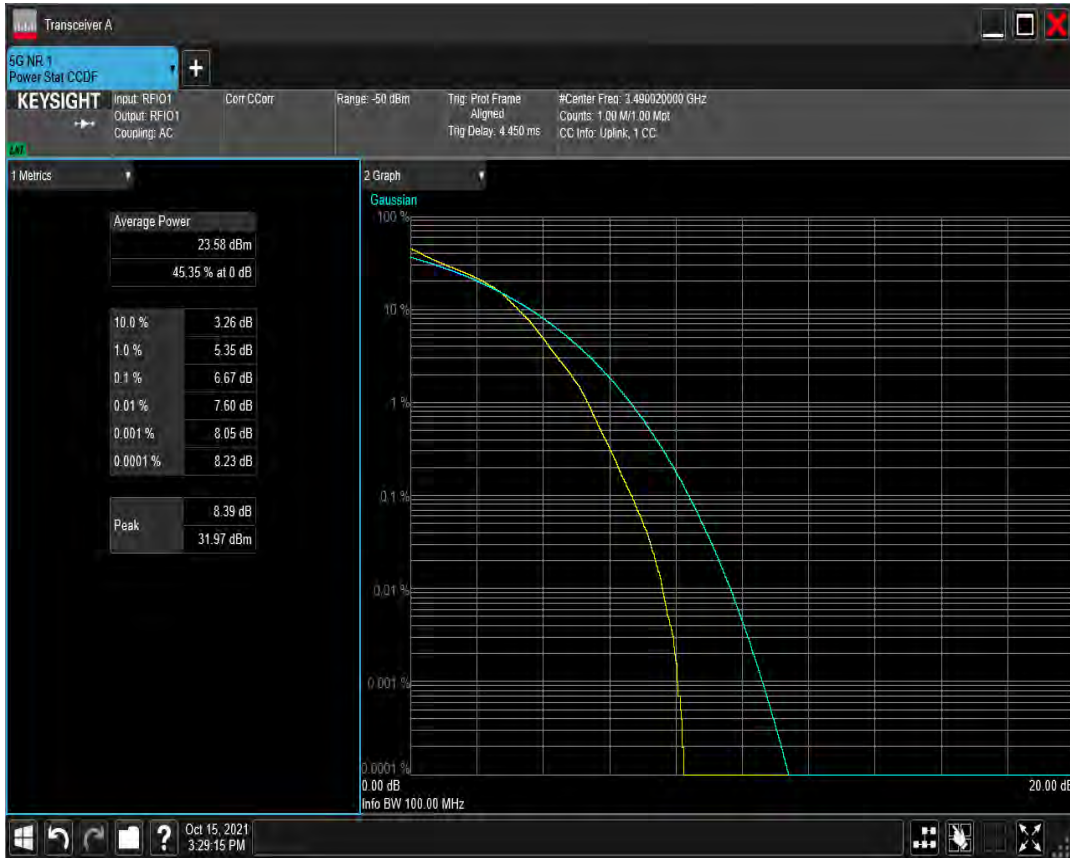 Transceiver A
5G NR 1
Power Stat CCDF
+
KEYSIGHT
Input: RFIO1
Output: RFIO1
Coupling: AC
Corr CCorr
Range: -50 dBm
Trig: Prot Frame
Aligned
Trig Delay: 4.450 ms
#Center Freq: 3.490020000 GHz
Counts: 1.00 M/1.00 Mpt
CC Info: Uplink, 1 CC
1 Metrics
Average Power
23.58 dBm
45.35 % at 0 dB
10.0 % 3.26 dB
1.0 % 5.35 dB
0.1 % 6.67 dB
0.01 % 7.60 dB
0.001 % 8.05 dB
0.0001 % 8.23 dB
Peak
8.39 dB
31.97 dBm
2 Graph
Gaussian
100 %
10 %
1 %
0.1 %
0.01 %
0.001 %
0.0001 %
0.00 dB
20.00 dB
Info BW 100.00 MHz
?
Oct 15, 2021
3:29:15 PM